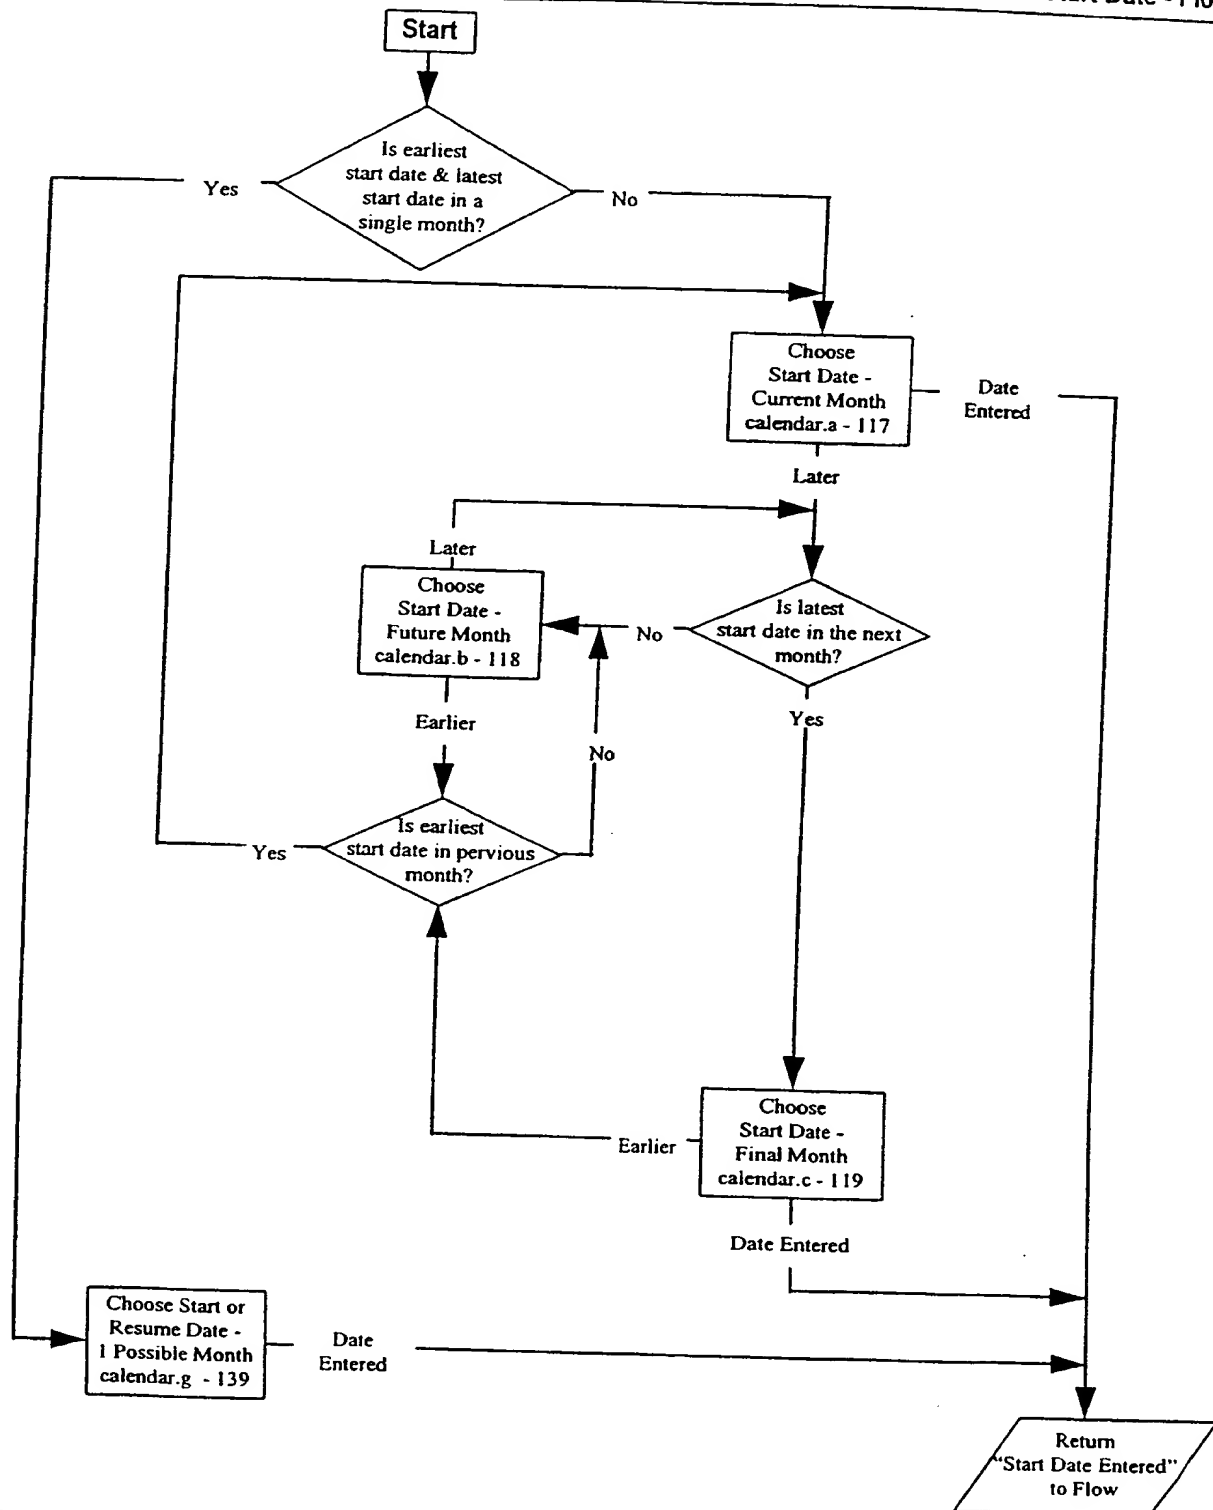 Date - Flo
Start
Is earliest
start date & latest
start date in a
single month?
Yes
No
Choose
Start Date -
Current Month
calendar.a - 117
Date
Entered
Later
Later
Choose
Start Date -
Future Month
calendar.b - 118
No
Is latest
start date in the next
month?
Earlier
No
Yes
Is earliest
start date in pervious
month?
Yes
Earlier
Choose
Start Date -
Final Month
calendar.c - 119
Date Entered
Choose Start or
Resume Date -
1 Possible Month
calendar.g - 139
Date
Entered
Return
"Start Date Entered"
to Flow